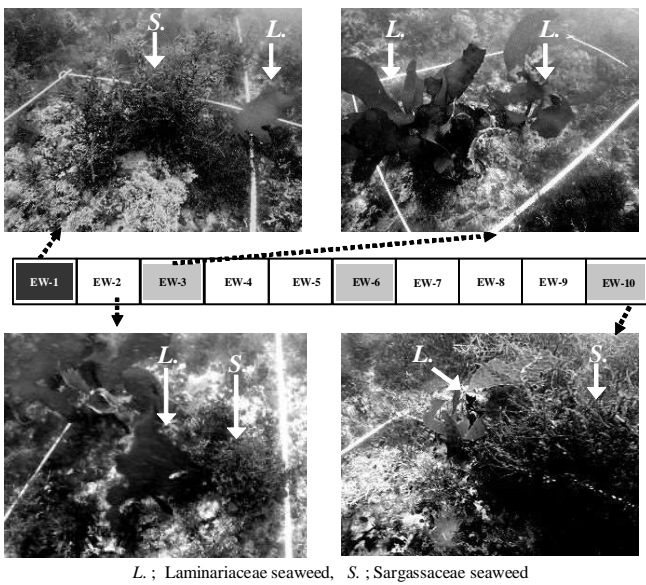 S. L.
L. L.
EW-1 EW-2 EW-3 EW-4 EW-5 EW-6 EW-7 EW-8 EW-9 EW-10
L. S.
L. S.
L. ; Laminariaceae seaweed, S. ; Sargassaceae seaweed